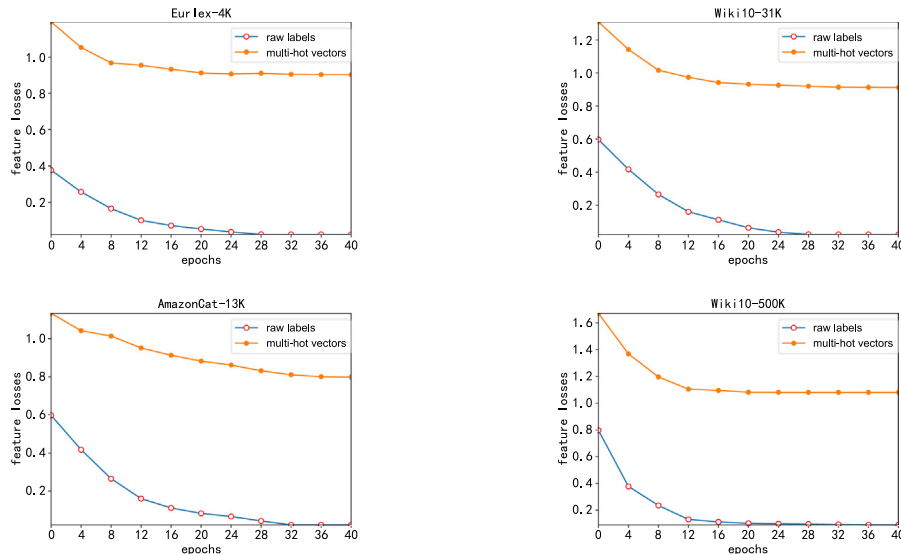 Eurlex-4K
raw labels
multi-hot vectors
1.0
0.8
0.6
0.4
0.2
feature losses
0 4 8 12 16 20 24 28 32 36 40
epochs
Wiki10-31K
raw labels
multi-hot vectors
1.2
1.0
0.8
0.6
0.4
0.2
feature losses
0 4 8 12 16 20 24 28 32 36 40
epochs
AmazonCat-13K
raw labels
multi-hot vectors
1.0
0.8
0.6
0.4
0.2
feature losses
0 4 8 12 16 20 24 28 32 36 40
epochs
Wiki10-500K
raw labels
multi-hot vectors
1.6
1.4
1.2
1.0
0.8
0.6
0.4
0.2
feature losses
0 4 8 12 16 20 24 28 32 36 40
epochs